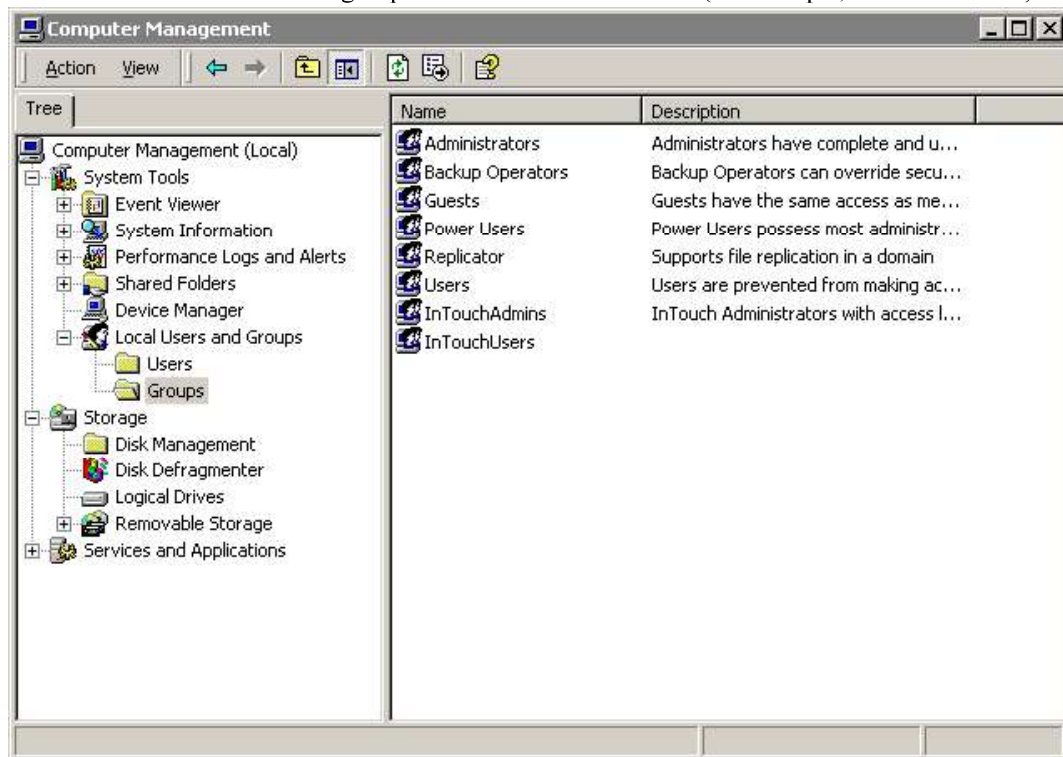 Computer Management
Action View
Tree
Name Description
Computer Management (Local)
System Tools
Event Viewer
System Information
Performance Logs and Alerts
Shared Folders
Device Manager
Local Users and Groups
Users
Groups
Storage
Disk Management
Disk Defragmenter
Logical Drives
Removable Storage
Services and Applications
Administrators Administrators have complete and u...
Backup Operators Backup Operators can override secu...
Guests Guests have the same access as me...
Power Users Power Users possess most administr...
Replicator Supports file replication in a domain
Users Users are prevented from making ac...
InTouchAdmins InTouch Administrators with access l...
InTouchUsers